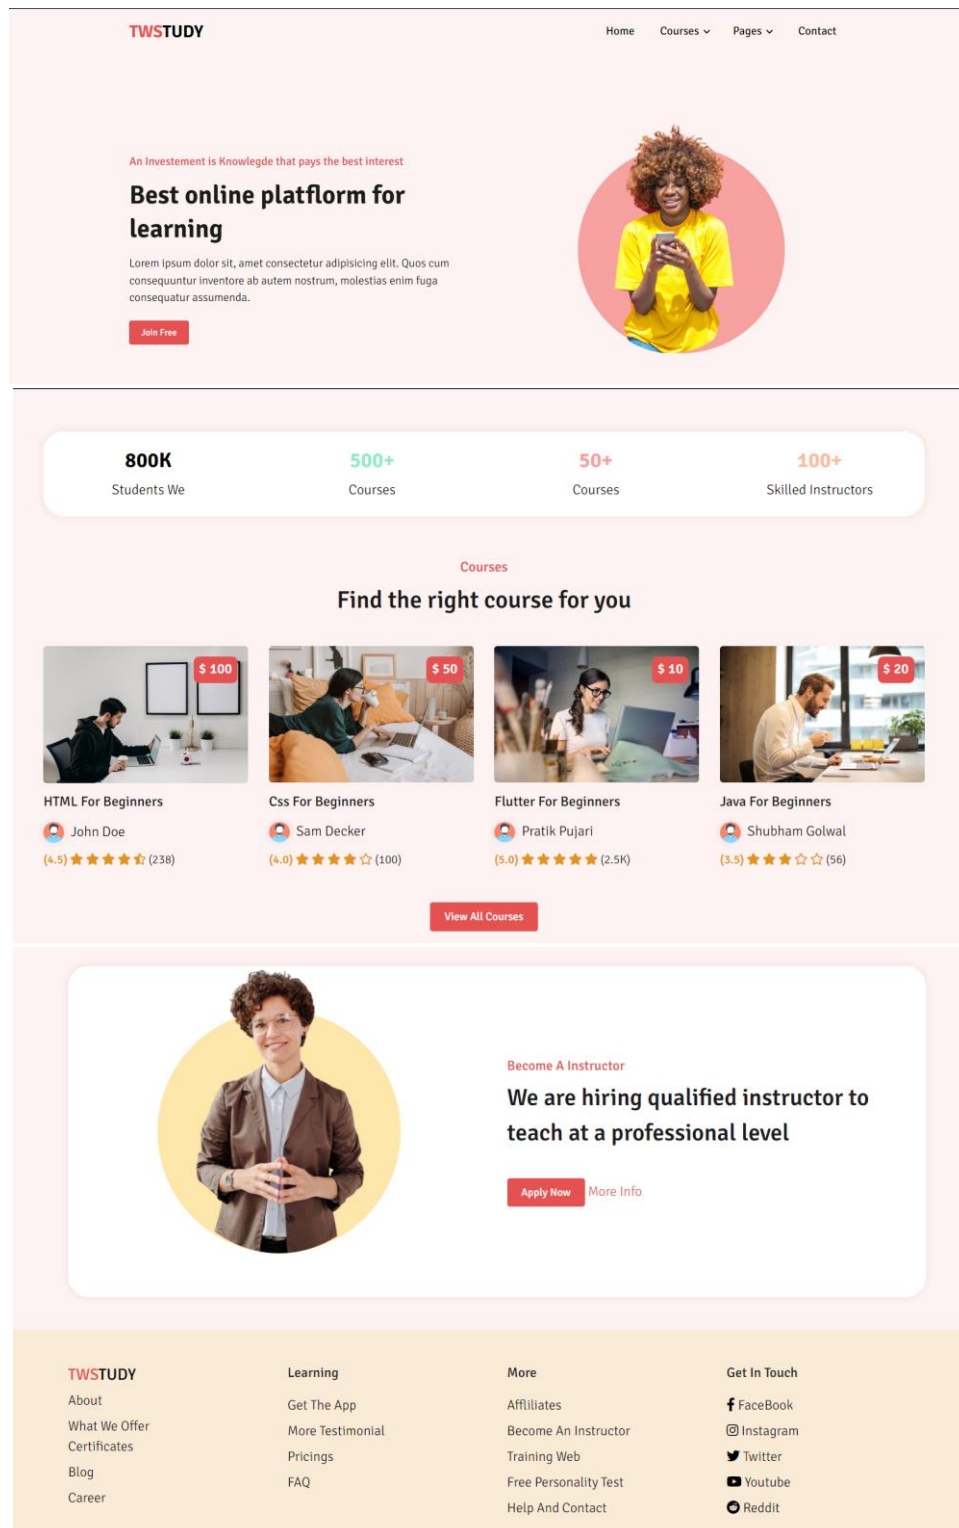 TWSTUDY
Home Courses Pages Contact
An Investement is Knowlegde that pays the best interest
Best online platflorm for
learning
Lorem ipsum dolor sit, amet consectetur adipisicing elit. Quos cum
consequuntur inventore ab autem nostrum, molestias enim fuga
consequatur assumenda.
Join Free
800K 500+ 50+ 100+
Students We Courses Courses Skilled Instructors
Courses
Find the right course for you
$ 100 $ 50 $ 10 $ 20
HTML For Beginners Css For Beginners Flutter For Beginners Java For Beginners
John Doe Sam Decker Pratik Pujari Shubham Golwal
(4.5) (238) (4.0) (100) (5.0) (2.5K) (3.5) (56)
View All Courses
Become A Instructor
We are hiring qualified instructor to
teach at a professional level
Apply Now More Info
TWSTUDY
About
What We Offer
Certificates
Blog
Career
Learning
Get The App
More Testimonial
Pricings
FAQ
More
Affliliates
Become An Instructor
Training Web
Free Personality Test
Help And Contact
Get In Touch
FaceBook
Instagram
Twitter
Youtube
Reddit